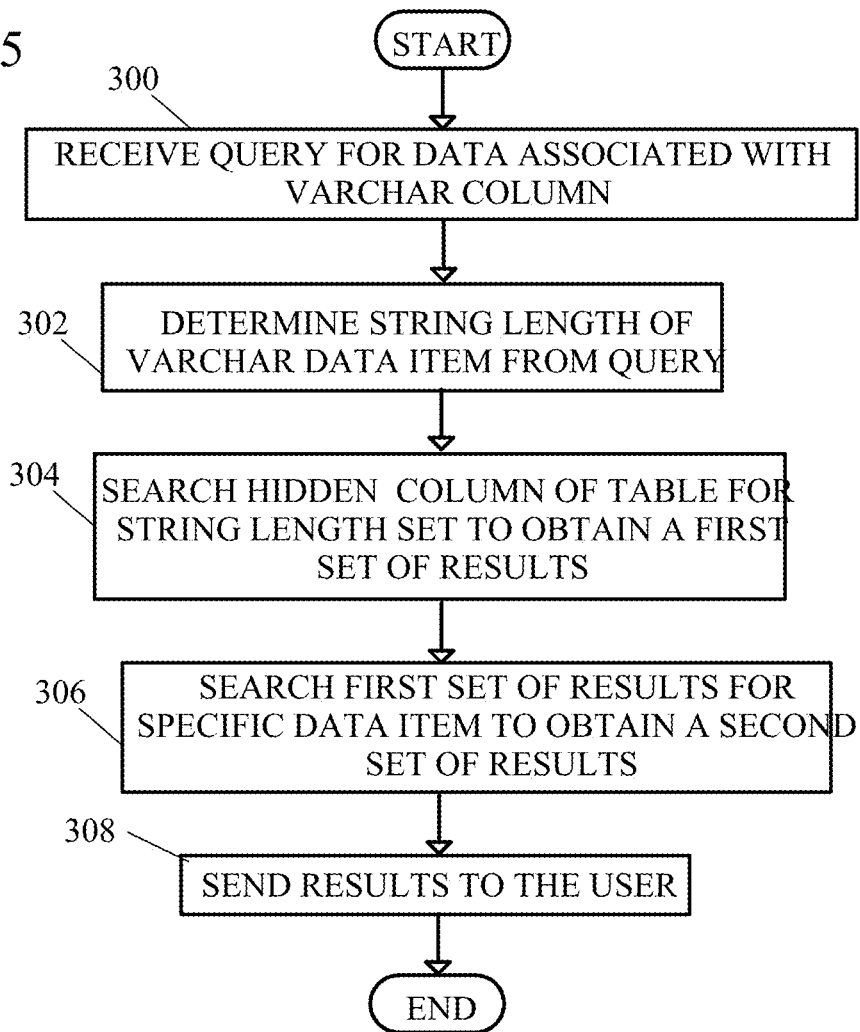 5
START
300
RECEIVE QUERY FOR DATA ASSOCIATED WITH
VARCHAR COLUMN
302
DETERMINE STRING LENGTH OF
VARCHAR DATA ITEM FROM QUERY
304
SEARCH HIDDEN COLUMN OF TABLE FOR
STRING LENGTH SET TO OBTAIN A FIRST
SET OF RESULTS
306
SEARCH FIRST SET OF RESULTS FOR
SPECIFIC DATA ITEM TO OBTAIN A SECOND
SET OF RESULTS
308
SEND RESULTS TO THE USER
END